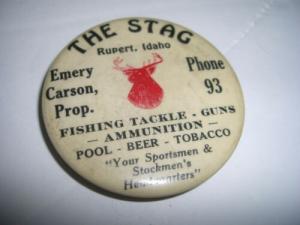 THE STAG
Rupert, Idaho
Emery Carson, Prop.
Phone 93
FISHING TACKLE - GUNS
— AMMUNITION —
POOL - BEER - TOBACCO
"Your Sportsmen &
Stockmen's
Headquarters"